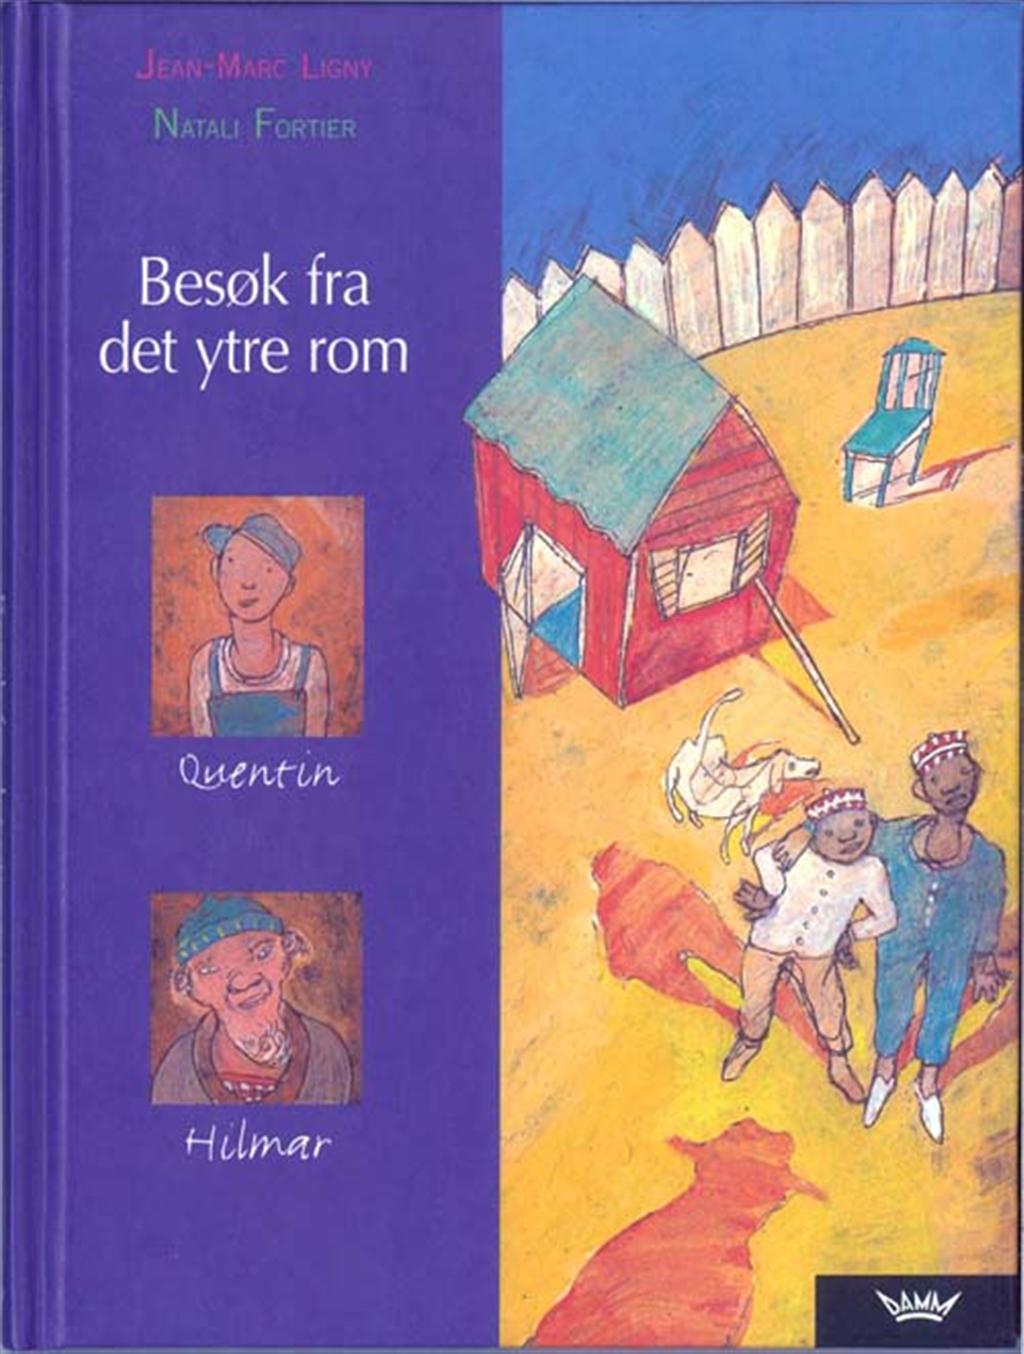 JEAN-MARC LIGNY
NATALI FORTIER
Besøk fra
det ytre rom
Quentin
Hilmar
DAMM